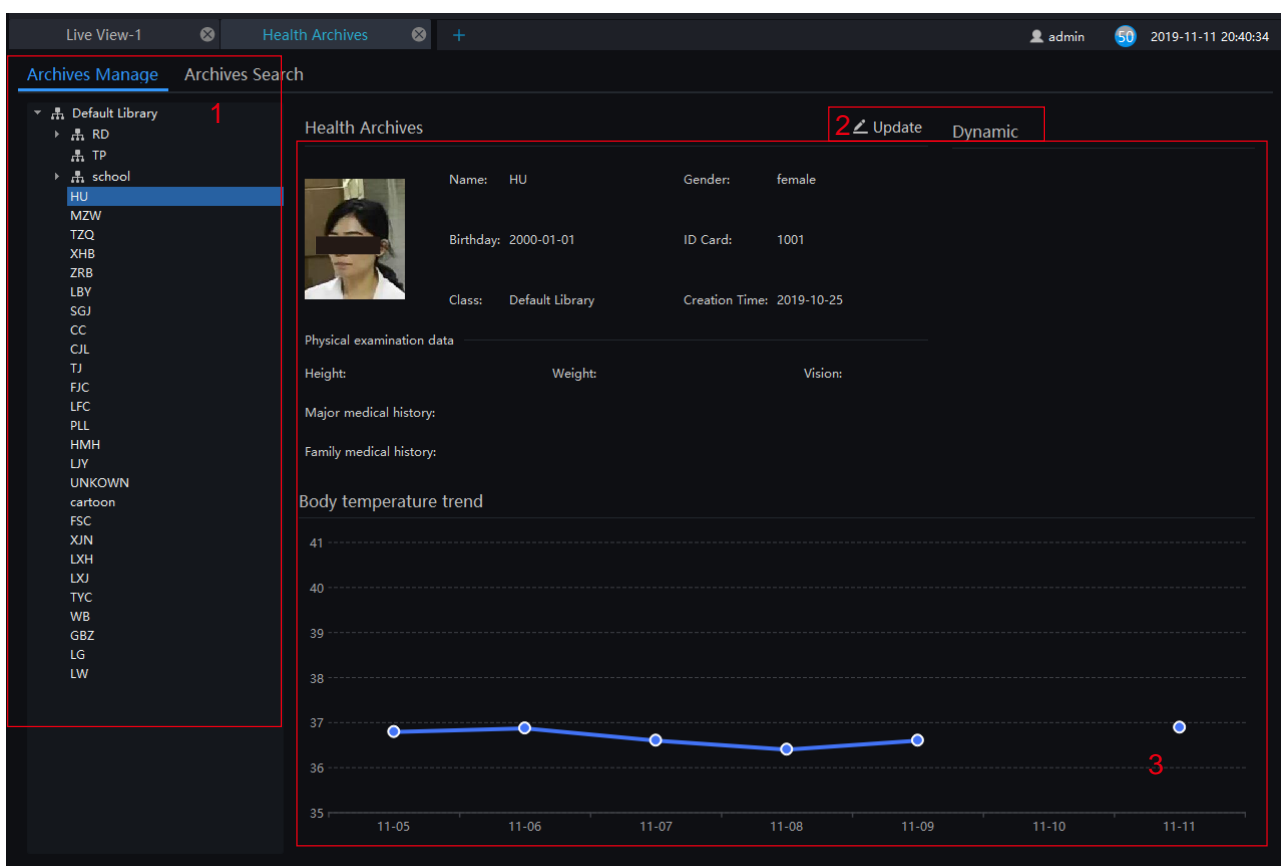 Live View-1 Health Archives + admin 50 2019-11-11 20:40:34
Archives Manage Archives Search
1
Default Library
RD
TP
school
HU
MZW
TZQ
XHB
ZRB
LBY
SGJ
CC
CJL
TJ
FJC
LFC
PLL
HMH
LJY
UNKOWN
cartoon
FSC
XJN
LXH
LXJ
TYC
WB
GBZ
LG
LW
Health Archives 2 Update Dynamic
Name: HU Gender: female
Birthday: 2000-01-01 ID Card: 1001
Class: Default Library Creation Time: 2019-10-25
Physical examination data
Height: Weight: Vision:
Major medical history:
Family medical history:
Body temperature trend
41
40
39
38
37
36
3
35
11-05 11-06 11-07 11-08 11-09 11-10 11-11